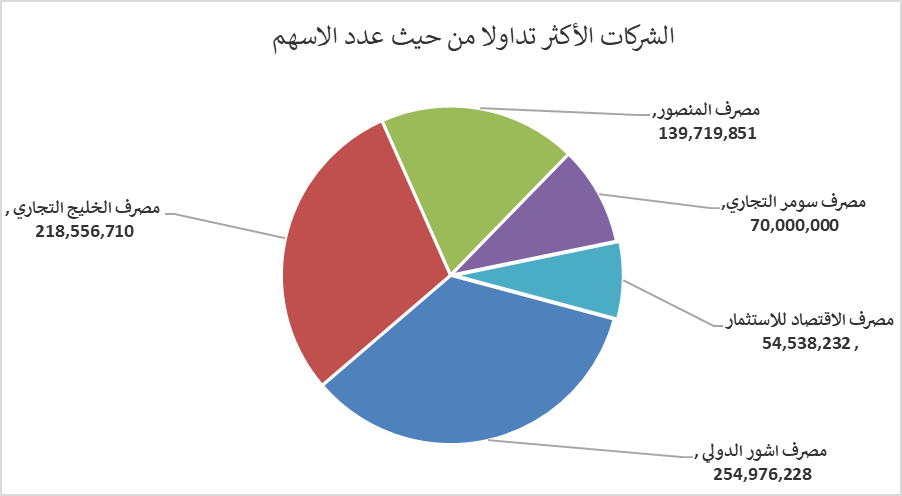 الشركات الأكثر تداولا من حيث عدد الاسهم
مصرف المنصور,
139,719,851
مصرف سومر التجاري,
70,000,000
مصرف الخليج التجاري ,
218,556,710
مصرف الاقتصاد للاستثمار
, 54,538,232
مصرف اشور الدولي ,
254,976,228